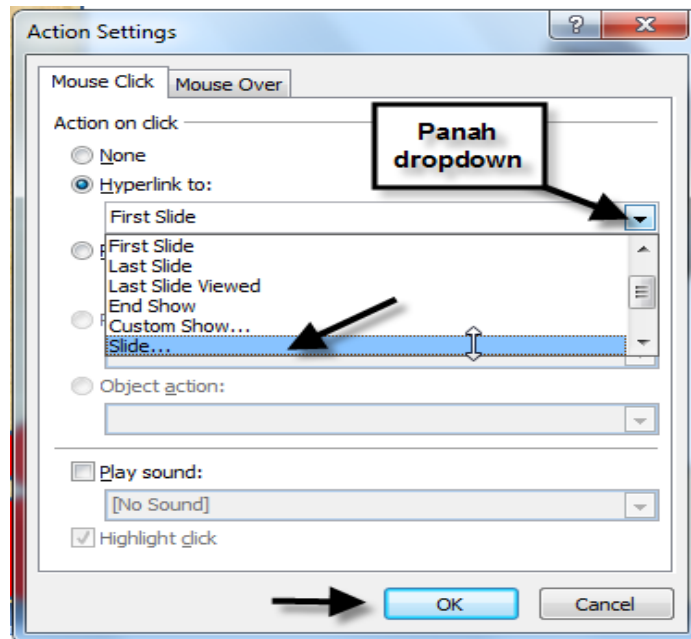 Action Settings
?
Mouse Click
Mouse Over
Action on click
Panah
dropdown
None
Hyperlink to:
First Slide
First Slide
Last Slide
Last Slide Viewed
End Show
Custom Show...
Slide...
Object action:
Play sound:
[No Sound]
Highlight click
OK
Cancel